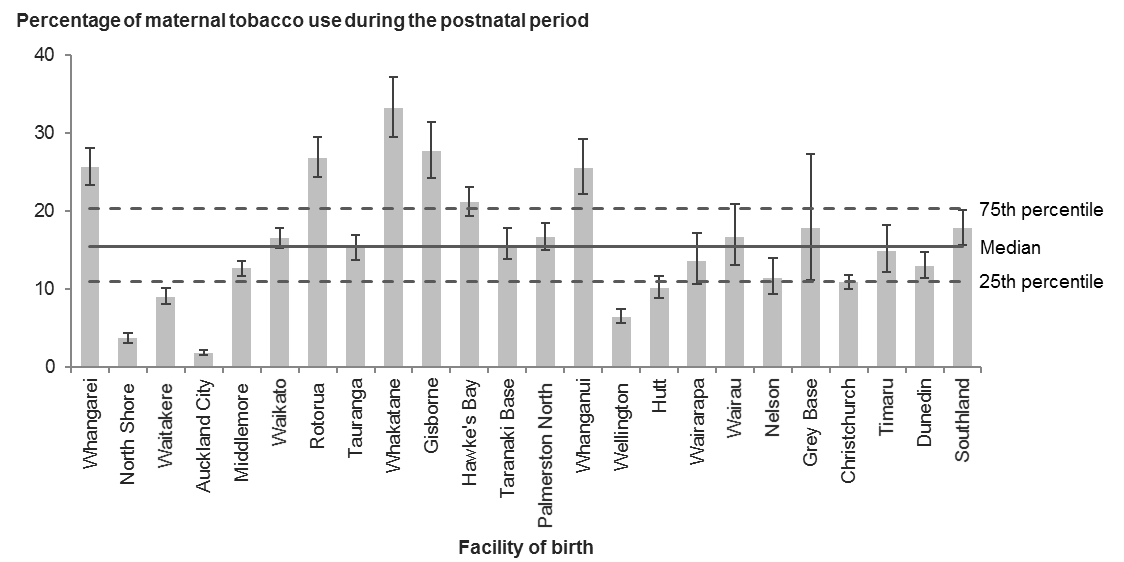 Percentage of maternal tobacco use during the postnatal period
40
30
20
10
0
75th percentile
Median
25th percentile
Whangarei
North Shore
Waitakere
Auckland City
Middlemore
Waikato
Rotorua
Tauranga
Whakatane
Gisborne
Hawke's Bay
Taranaki Base
Palmerston North
Whanganui
Wellington
Hutt
Wairarapa
Wairau
Nelson
Grey Base
Christchurch
Timaru
Dunedin
Southland
Facility of birth